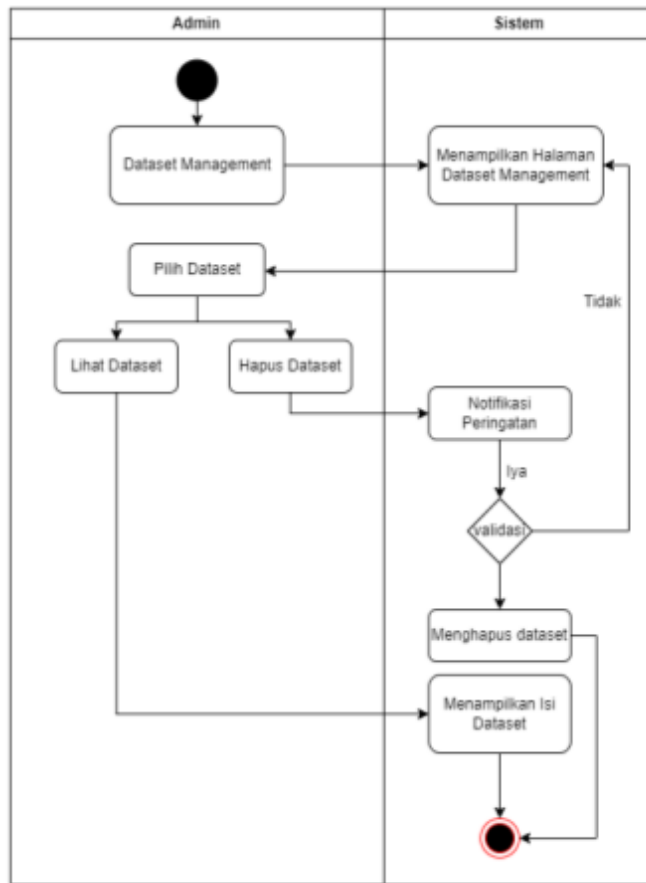 Admin
Sistem
Dataset Management
Menampilkan Halaman
Dataset Management
Pilih Dataset
Tidak
Lihat Dataset
Hapus Dataset
Notifikasi
Peringatan
Iya
validasi
Menghapus dataset
Menampilkan Isi
Dataset